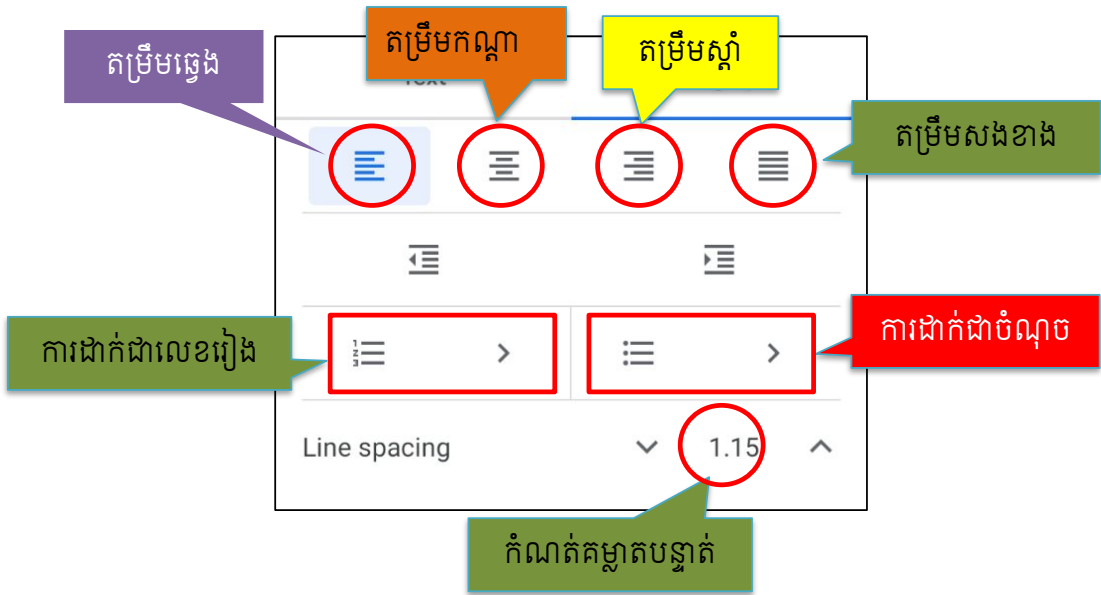 តម្រឹមកណ្តា
តម្រឹមស្តាំ
តម្រឹមឆ្វេង
Text
តម្រឹមសងខាង
ការដាក់ជាចំណុច
ការដាក់ជាលេខរៀង
Line spacing 1.15
កំណត់គម្លាតបន្ទាត់